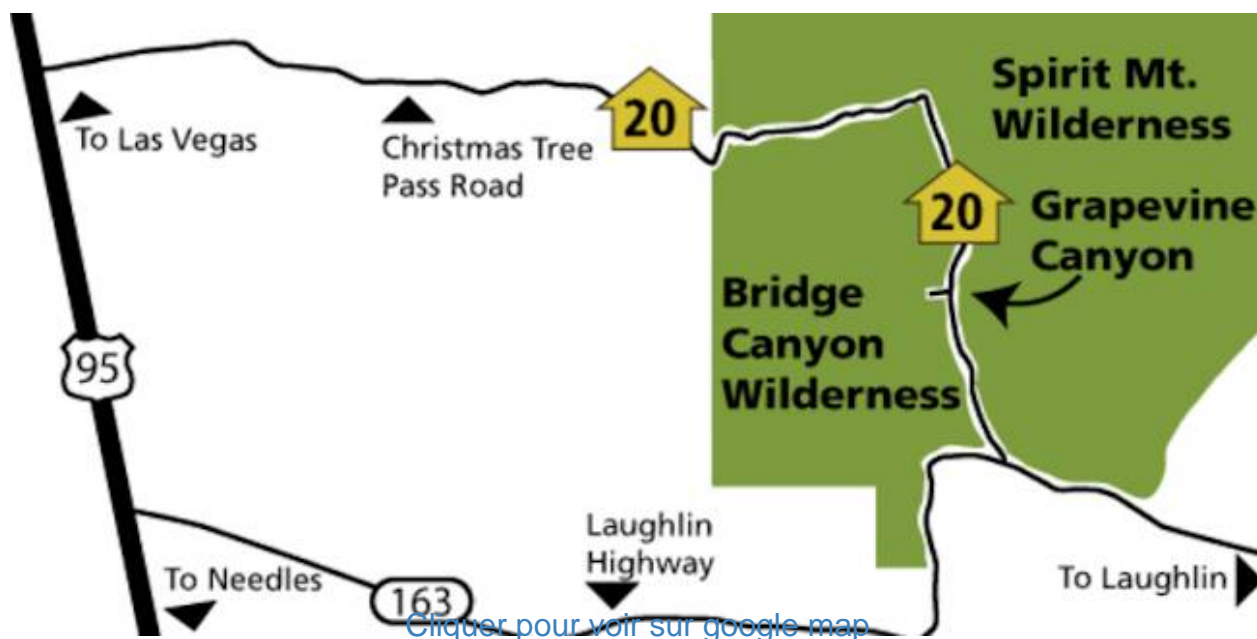 Spirit Mt.
Wilderness
20
To Las Vegas
Christmas Tree
Pass Road
20
Grapevine
Canyon
Bridge
Canyon
Wilderness
95
Laughlin
Highway
To Needles
163
To Laughlin
Cliquer pour voir sur google map